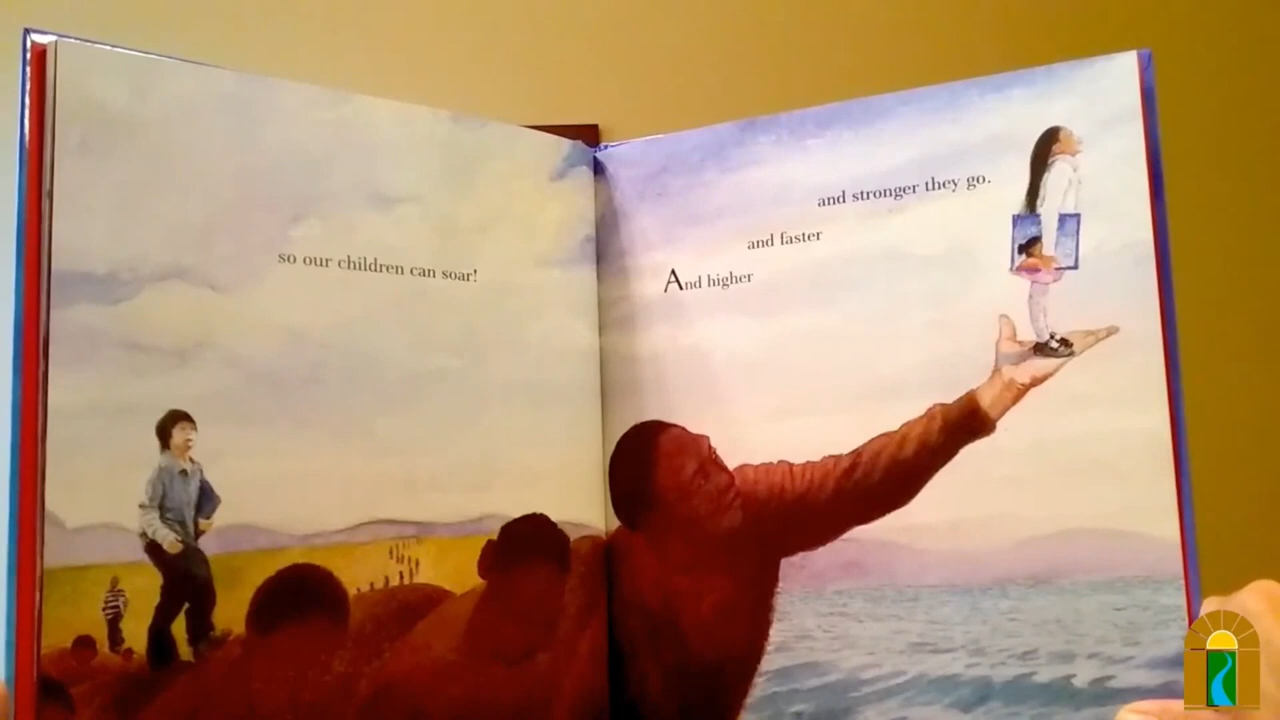 so our children can soar!
And higher
and faster
and stronger they go.